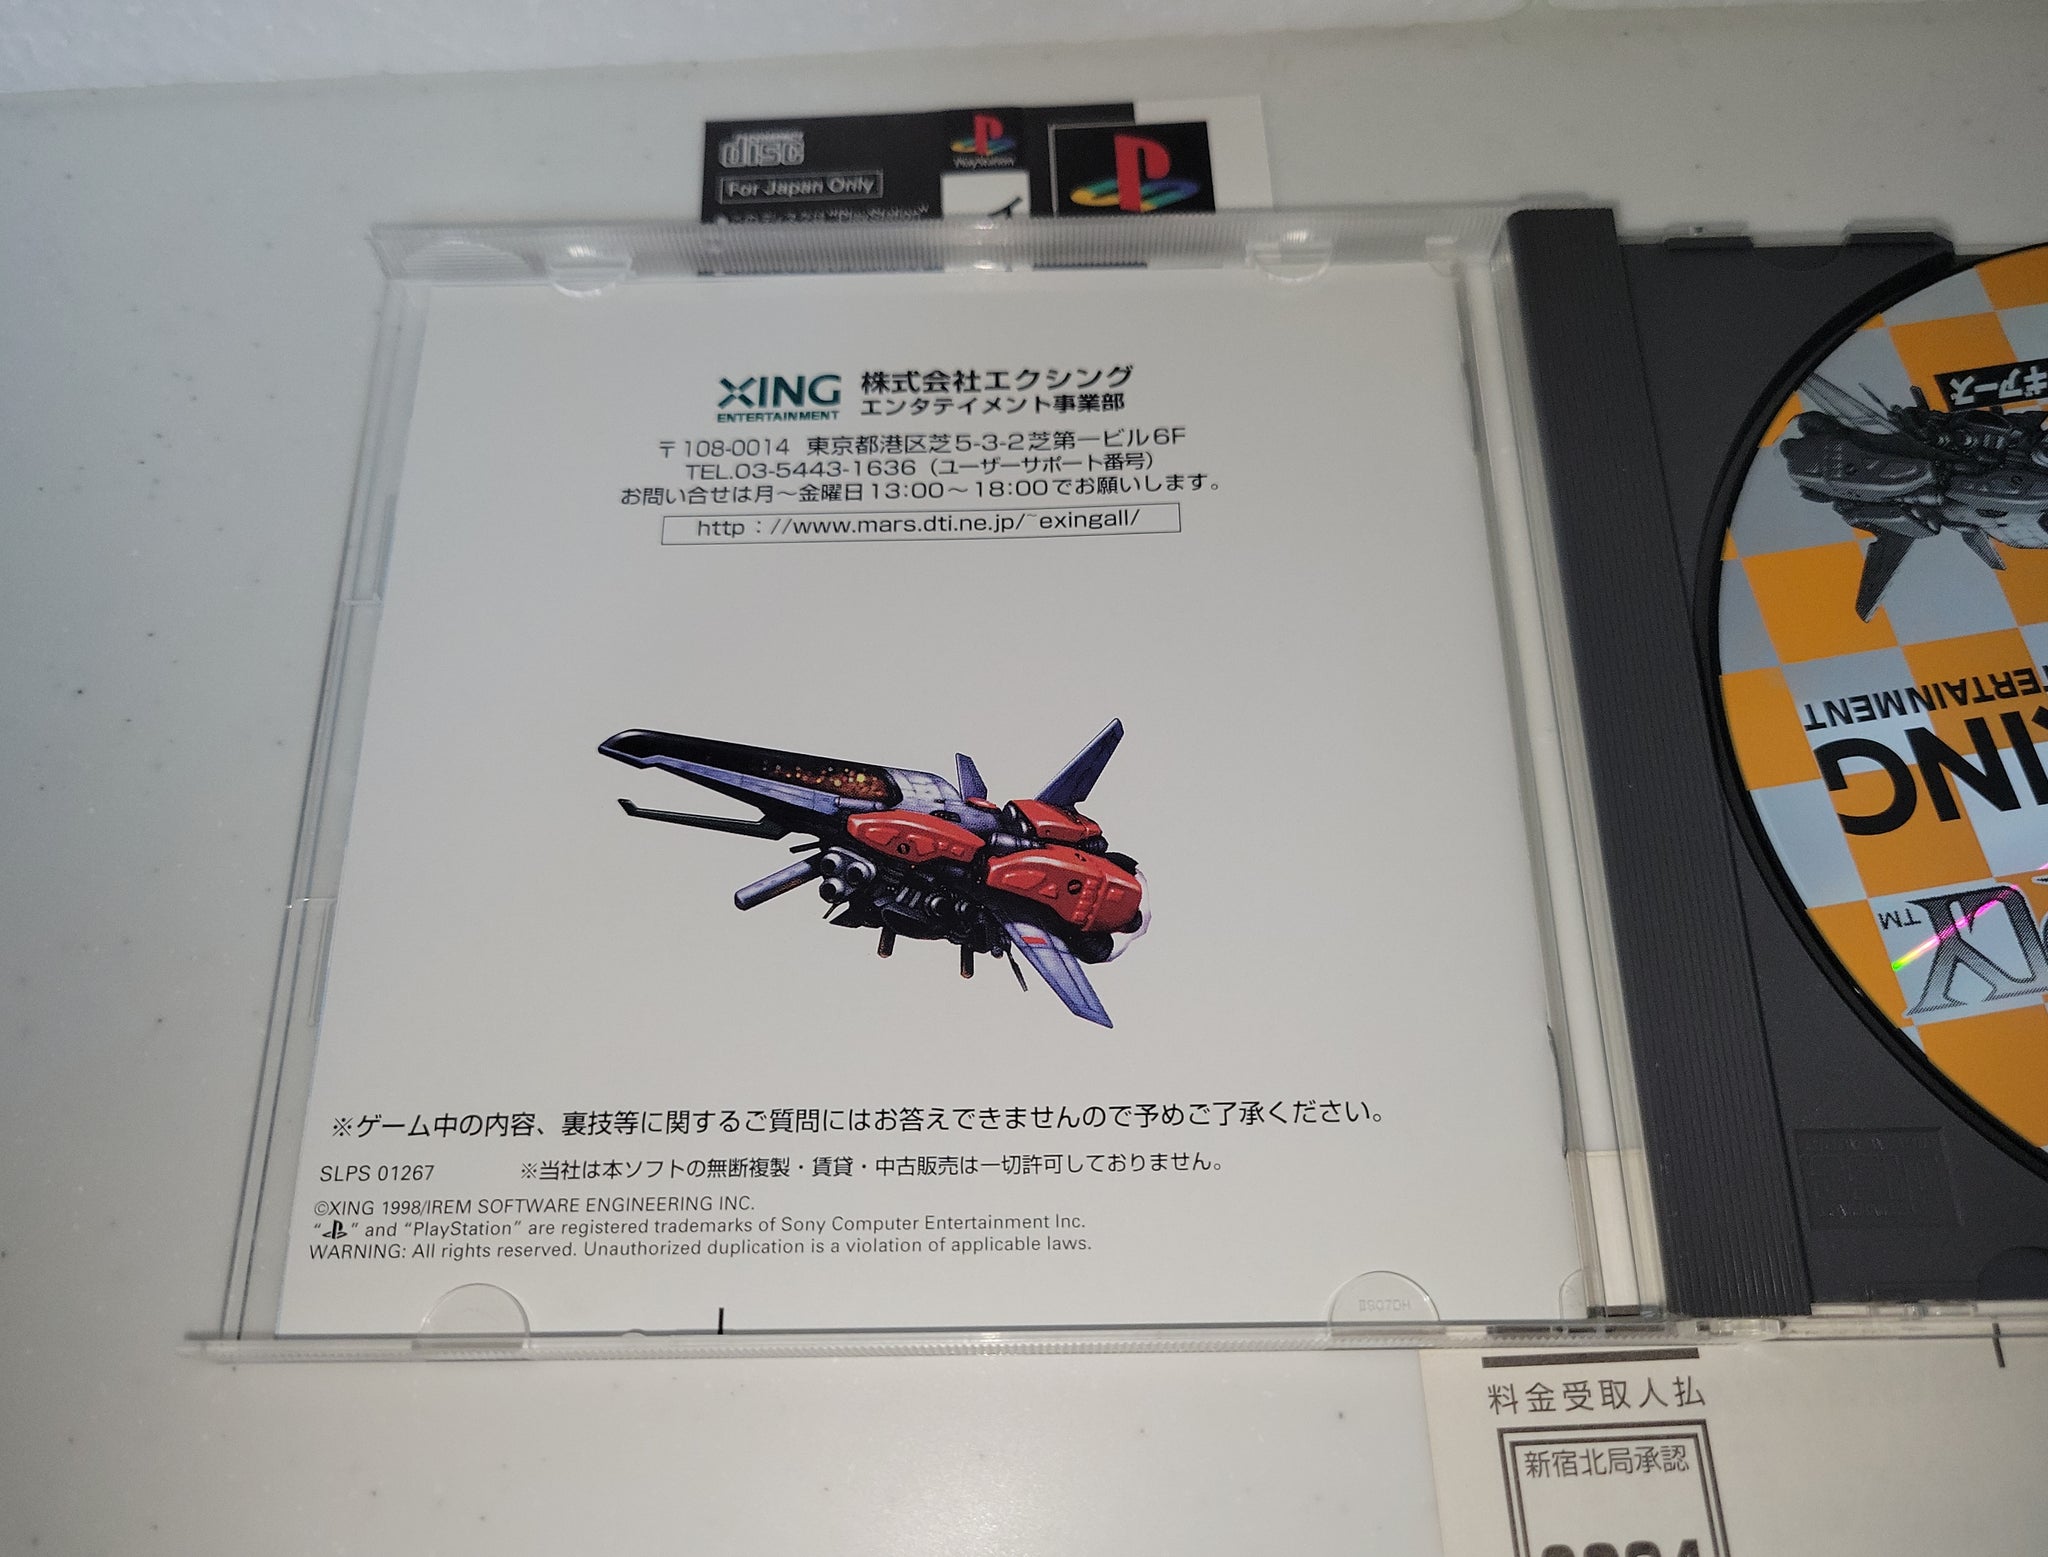 disc
For Japan Only
PlayStation
XING
ENTERTAINMENT
株式会社エクシング
エンタテイメント事業部
〒108-0014 東京都港区芝5-3-2芝第一ビル6F
TEL.03-5443-1636（ユーザーサポート番号）
お問い合せは月～金曜日13:00～18:00でお願いします。
http://www.mars.dti.ne.jp/~exingall/
※ゲーム中の内容、裏技等に関するご質問にはお答えできませんので予めご了承ください。
SLPS 01267
※当社は本ソフトの無断複製・賃貸・中古販売は一切許可しておりません。
©XING 1998/IREM SOFTWARE ENGINEERING INC.
“ ” and “PlayStation” are registered trademarks of Sony Computer Entertainment Inc.
WARNING: All rights reserved. Unauthorized duplication is a violation of applicable laws.
ギアーズ
TERTAINMENT
ING
TM
料金受取人払
新宿北局承認